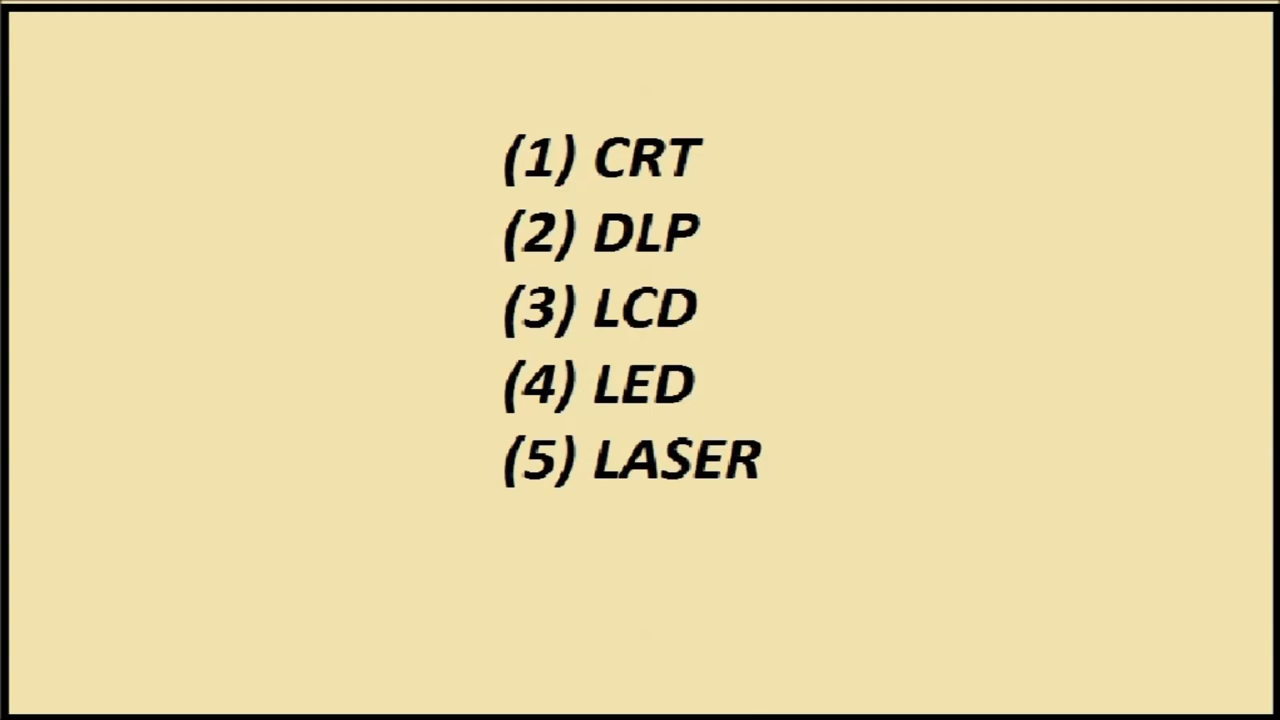 (1) CRT
(2) DLP
(3) LCD
(4) LED
(5) LASER